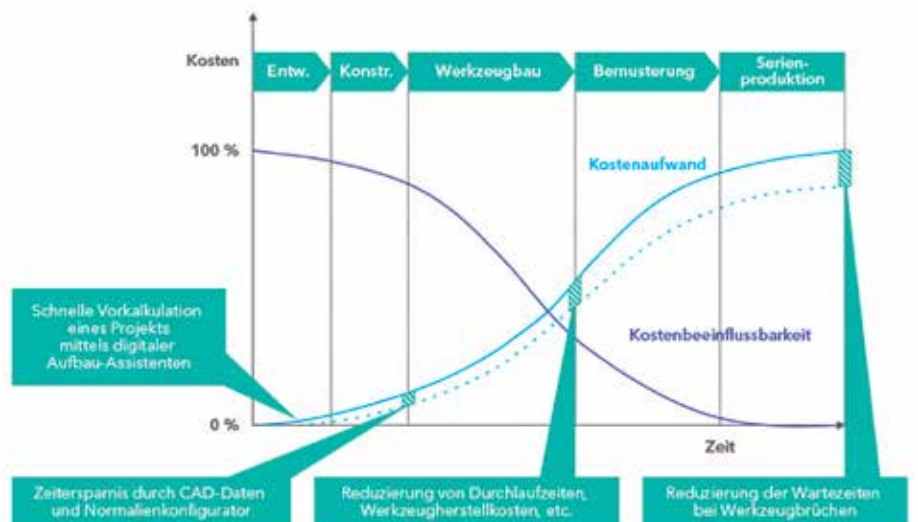 Kosten
Entw.
Konstr.
Werkzeugbau
Bemusterung
Serien-
produktion
100 %
Kostenaufwand
Schnelle Vorkalkulation
eines Projekts
mittels digitaler
Aufbau-Assistenten
Kostenbeeinflussbarkeit
0 %
Zeit
Zeitersparnis durch CAD-Daten
und Normalienkonfigurator
Reduzierung von Durchlaufzeiten,
Werkzeugherstellkosten, etc.
Reduzierung der Wartezeiten
bei Werkzeugbrüchen